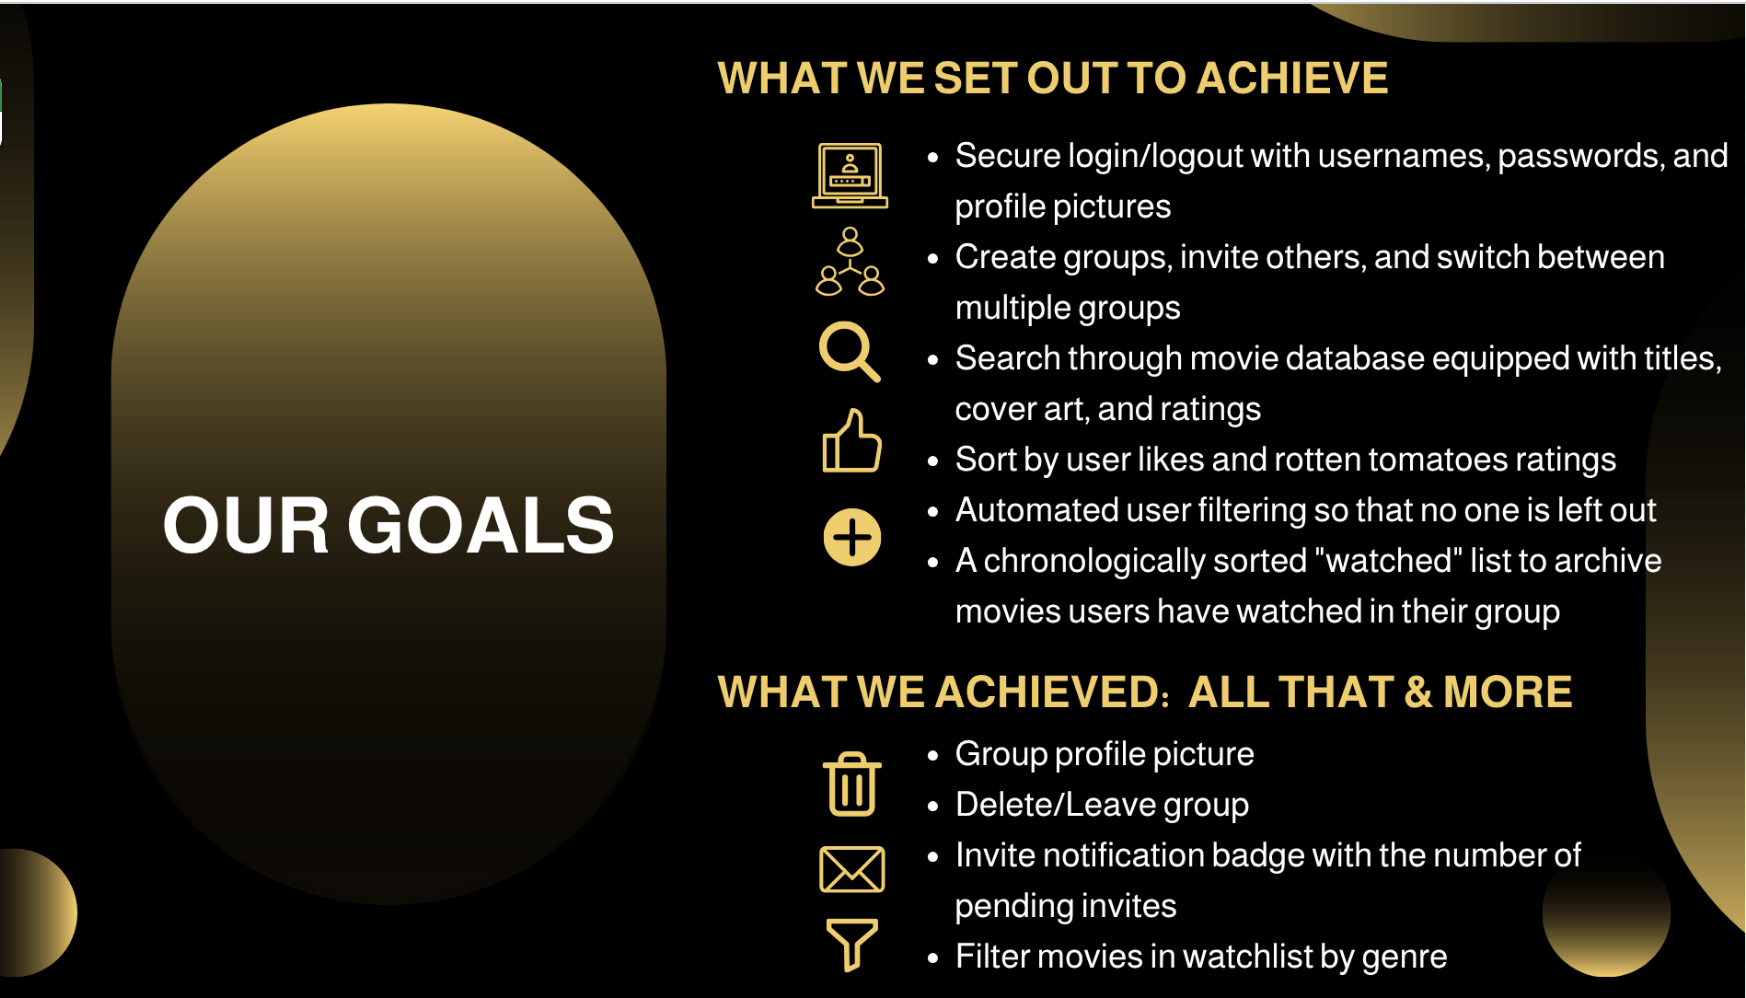 OUR GOALS
WHAT WE SET OUT TO ACHIEVE
• Secure login/logout with usernames, passwords, and
profile pictures
• Create groups, invite others, and switch between
multiple groups
• Search through movie database equipped with titles,
cover art, and ratings
• Sort by user likes and rotten tomatoes ratings
• Automated user filtering so that no one is left out
• A chronologically sorted "watched" list to archive
movies users have watched in their group
WHAT WE ACHIEVED: ALL THAT & MORE
• Group profile picture
• Delete/Leave group
• Invite notification badge with the number of
pending invites
• Filter movies in watchlist by genre